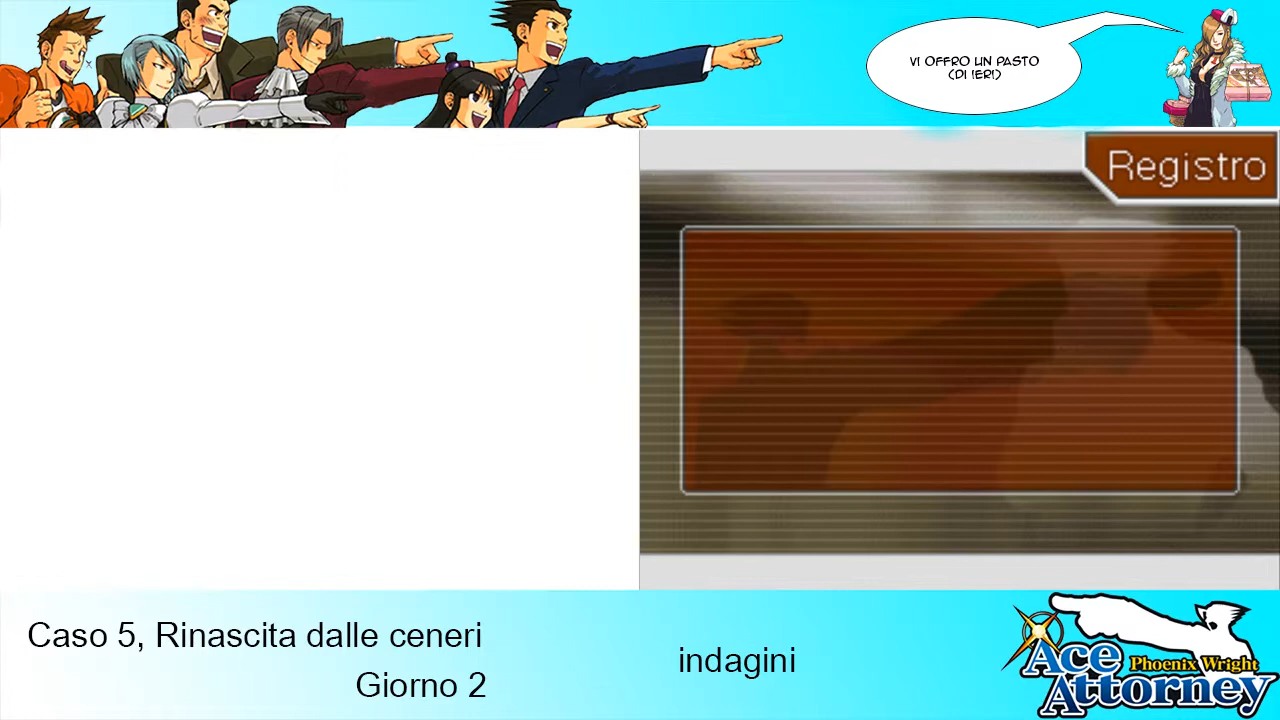 VI OFFRO UN PASTO
(DI IERI)
Registro
Caso 5, Rinascita dalle ceneri
Giorno 2
indagini
Ace
Phoenix Wright
Attorney